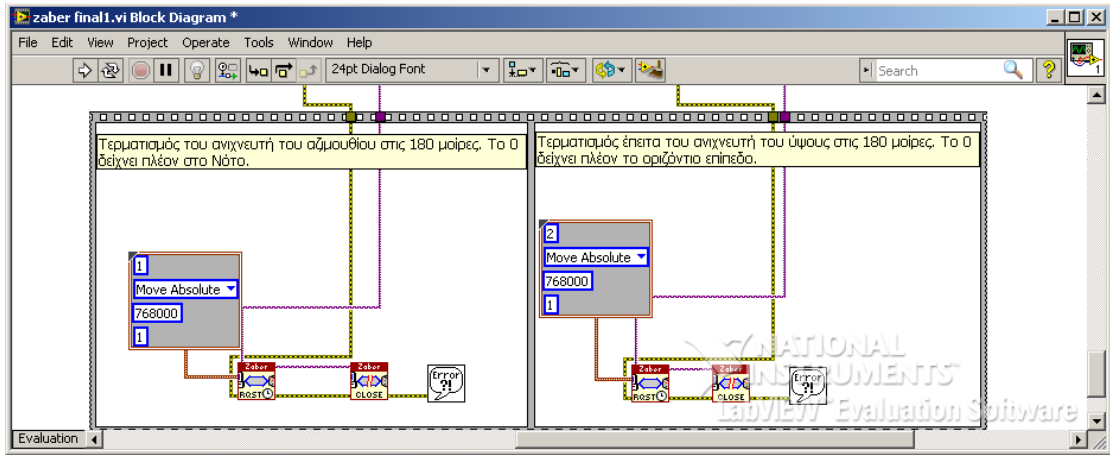 zaber final1.vi Block Diagram *
File Edit View Project Operate Tools Window Help
24pt Dialog Font
Search
1
Τερματισμός του ανιχνευτή του αζιμουθίου στις 180 μοίρες. Το 0
δείχνει πλέον στο Νότο.
1
Move Absolute
768000
1
Zaber
RQST
Zaber
CLOSE
Error
?!
Τερματισμός έπειτα του ανιχνευτή του ύψους στις 180 μοίρες. Το 0
δείχνει πλέον το οριζόντιο επίπεδο.
2
Move Absolute
768000
1
Zaber
RQST
Zaber
CLOSE
Error
?!
NATIONAL
INSTRUMENTS
LabVIEW Evaluation Software
Evaluation